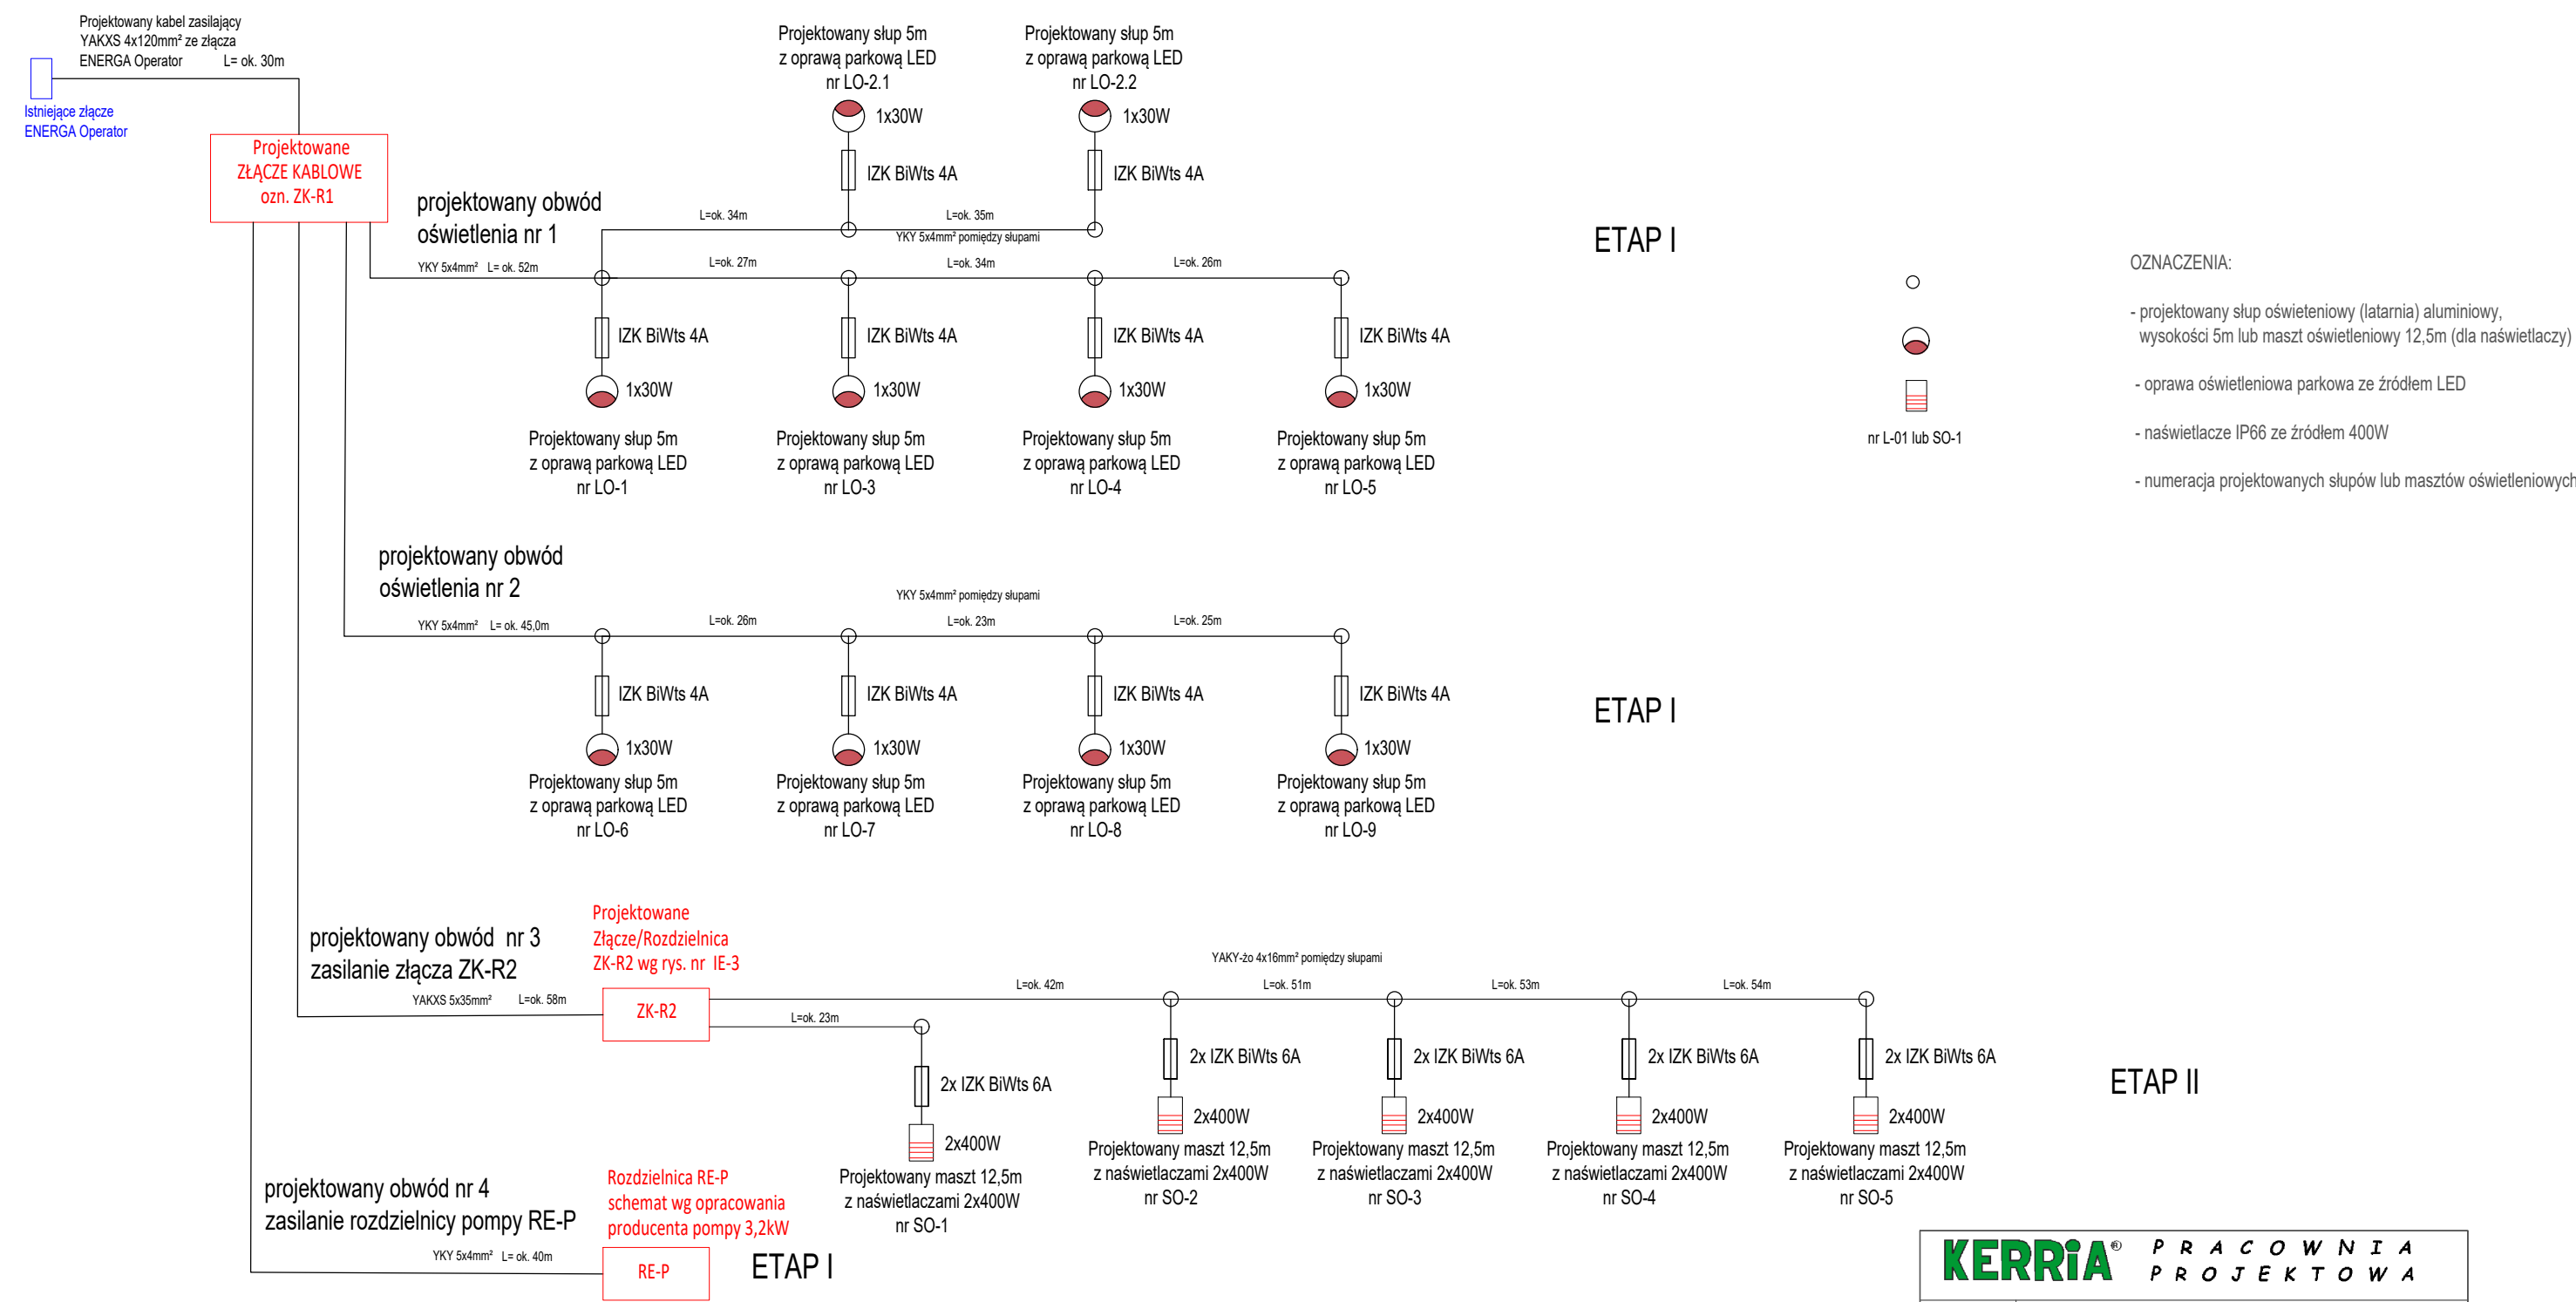 Projektowany kabel zasilający
YAKXS 4x120mm² ze złącza
ENERGA Operator L= ok. 30m
Istniejące złącze
ENERGA Operator
Projektowane
ZŁĄCZE KABLOWE
ozn. ZK-R1
Projektowany słup 5m
z oprawą parkową LED
nr LO-2.1
1x30W
IZK BiWts 4A
Projektowany słup 5m
z oprawą parkową LED
nr LO-2.2
1x30W
IZK BiWts 4A
projektowany obwód
oświetlenia nr 1
L=ok. 34m
L=ok. 35m
YKY 5x4mm² pomiędzy słupami
YKY 5x4mm² L= ok. 52m
L=ok. 27m
L=ok. 34m
L=ok. 26m
ETAP I
IZK BiWts 4A
IZK BiWts 4A
IZK BiWts 4A
IZK BiWts 4A
1x30W
1x30W
1x30W
1x30W
Projektowany słup 5m
z oprawą parkową LED
nr LO-1
Projektowany słup 5m
z oprawą parkową LED
nr LO-3
Projektowany słup 5m
z oprawą parkową LED
nr LO-4
Projektowany słup 5m
z oprawą parkową LED
nr LO-5
OZNACZENIA:
- projektowany słup oświeteniowy (latarnia) aluminiowy,
wysokości 5m lub maszt oświetleniowy 12,5m (dla naświetlaczy)
- oprawa oświetleniowa parkowa ze źródłem LED
- naświetlacze IP66 ze źródłem 400W
nr L-01 lub SO-1
- numeracja projektowanych słupów lub masztów oświetleniowych
projektowany obwód
oświetlenia nr 2
YKY 5x4mm² pomiędzy słupami
YKY 5x4mm² L= ok. 45,0m
L=ok. 26m
L=ok. 23m
L=ok. 25m
IZK BiWts 4A
IZK BiWts 4A
IZK BiWts 4A
IZK BiWts 4A
ETAP I
1x30W
1x30W
1x30W
1x30W
Projektowany słup 5m
z oprawą parkową LED
nr LO-6
Projektowany słup 5m
z oprawą parkową LED
nr LO-7
Projektowany słup 5m
z oprawą parkową LED
nr LO-8
Projektowany słup 5m
z oprawą parkową LED
nr LO-9
projektowany obwód nr 3
zasilanie złącza ZK-R2
YAKXS 5x35mm² L=ok. 58m
Projektowane
Złącze/Rozdzielnica
ZK-R2 wg rys. nr IE-3
ZK-R2
YAKY-żo 4x16mm² pomiędzy słupami
L=ok. 42m
L=ok. 51m
L=ok. 53m
L=ok. 54m
L=ok. 23m
2x IZK BiWts 6A
2x400W
Projektowany maszt 12,5m
z naświetlaczami 2x400W
nr SO-1
2x IZK BiWts 6A
2x400W
Projektowany maszt 12,5m
z naświetlaczami 2x400W
nr SO-2
2x IZK BiWts 6A
2x400W
Projektowany maszt 12,5m
z naświetlaczami 2x400W
nr SO-3
2x IZK BiWts 6A
2x400W
Projektowany maszt 12,5m
z naświetlaczami 2x400W
nr SO-4
2x IZK BiWts 6A
2x400W
Projektowany maszt 12,5m
z naświetlaczami 2x400W
nr SO-5
ETAP II
projektowany obwód nr 4
zasilanie rozdzielnicy pompy RE-P
YKY 5x4mm² L= ok. 40m
Rozdzielnica RE-P
schemat wg opracowania
producenta pompy 3,2kW
RE-P
ETAP I
KERRiA® PRACOWNIA
PROJEKTOWA